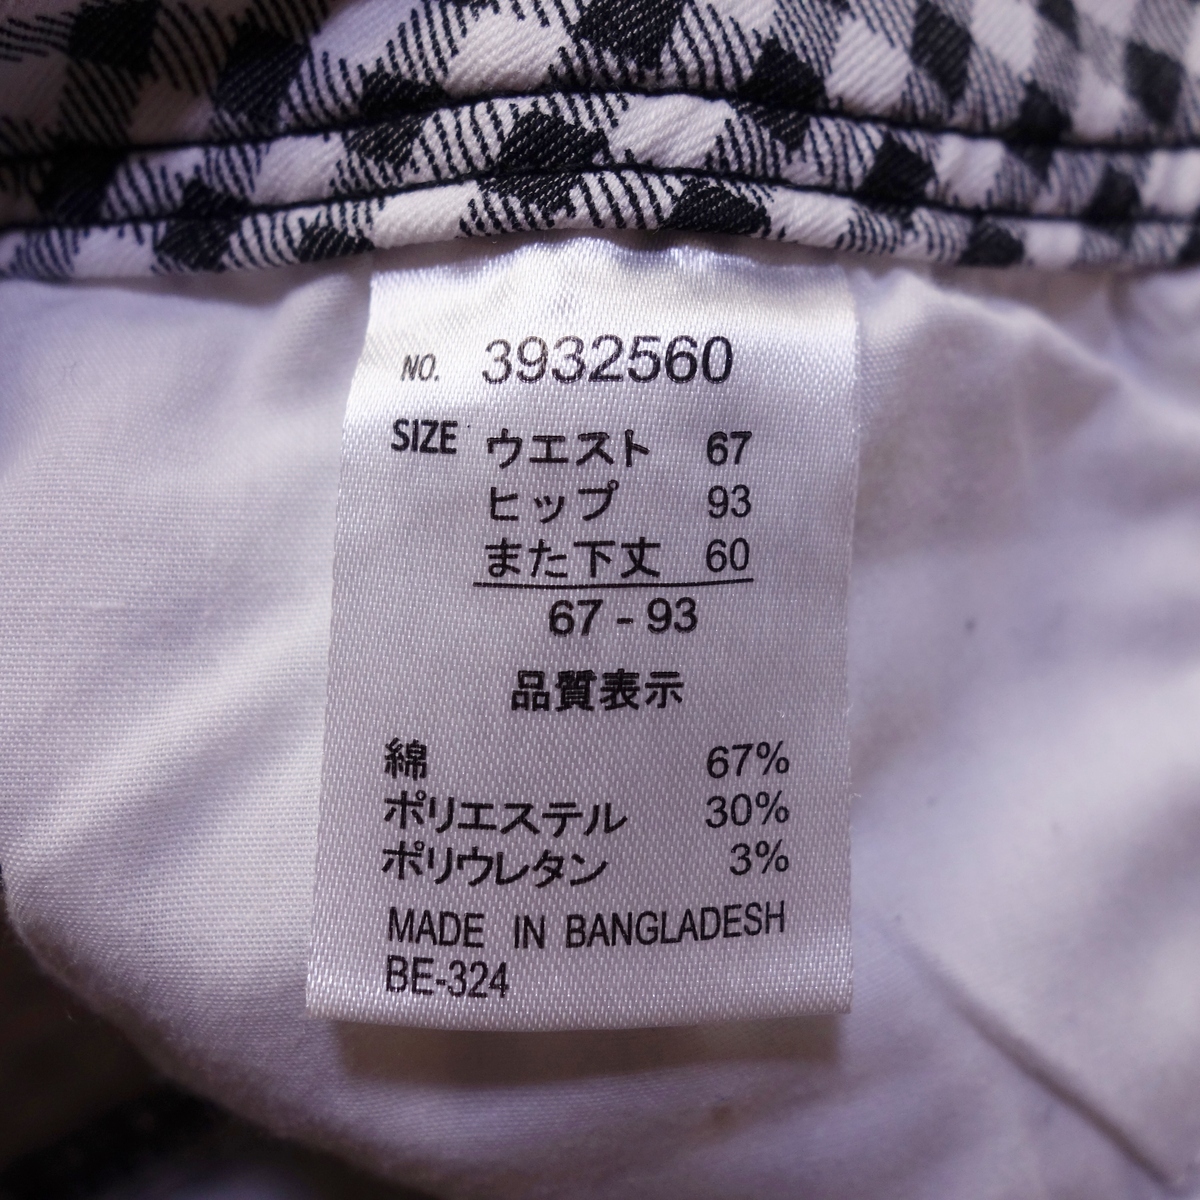 NO. 3932560
SIZE ウエスト 67
ヒップ 93
また下丈 60
67 - 93
品質表示
綿 67%
ポリエステル 30%
ポリウレタン 3%
MADE IN BANGLADESH
BE-324